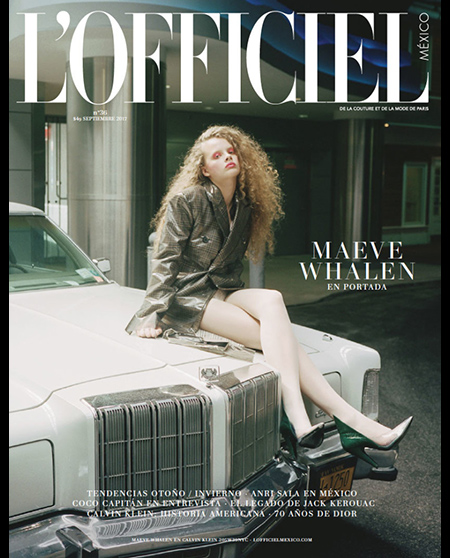 L'OFFICIEL
MÉXICO
DE LA COUTURE ET DE LA MODE DE PARIS
SEPTIEMBRE 2017
MAEVE
WHALEN
EN PORTADA
TENDENCIAS OTOÑO / INVIERNO · ANRI SALA EN MÉXICO
COCO CAPITÁN EN ENTREVISTA · EL LEGADO DE JACK KEROUAC
CALVIN KLEIN, HISTORIA AMERICANA · 70 AÑOS DE DIOR
MAEVE WHALEN EN CALVIN KLEIN 205W39NYC · LOFFICIELMEXICO.COM